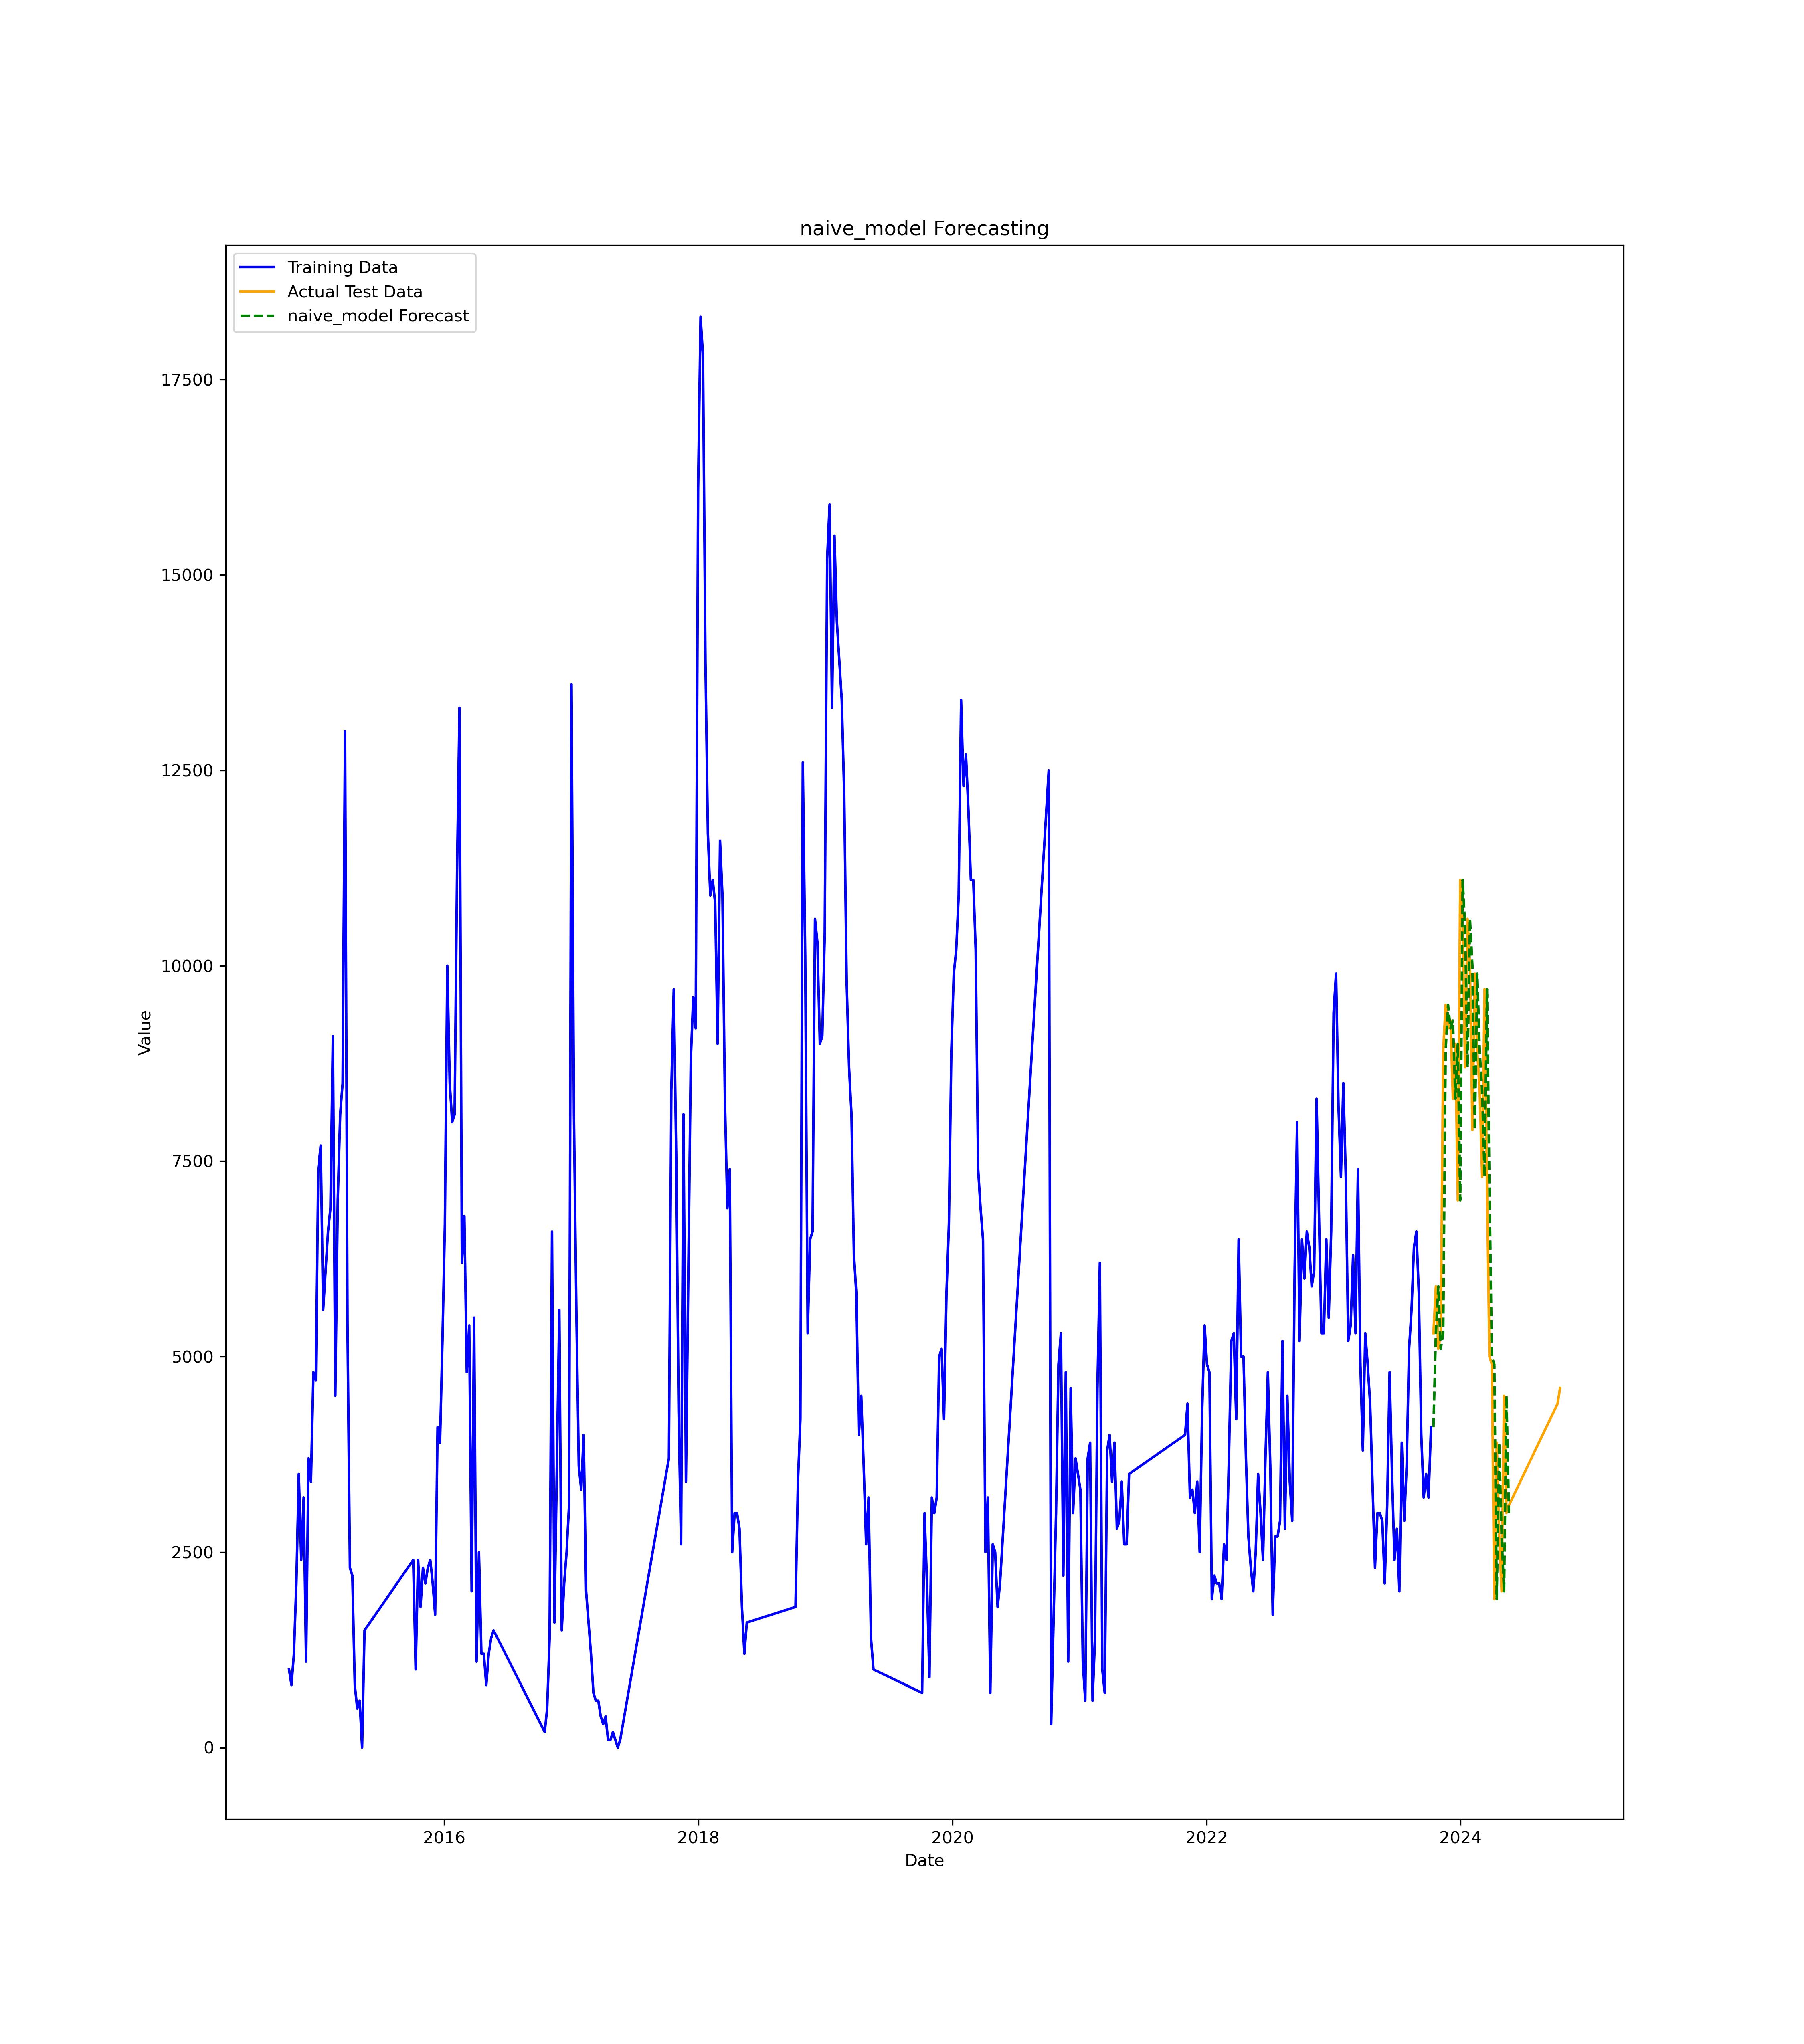 naive_model Forecasting
Training Data
Actual Test Data
naive_model Forecast
17500
15000
12500
10000
7500
5000
2500
0
Value
2016
2018
2020
2022
2024
Date